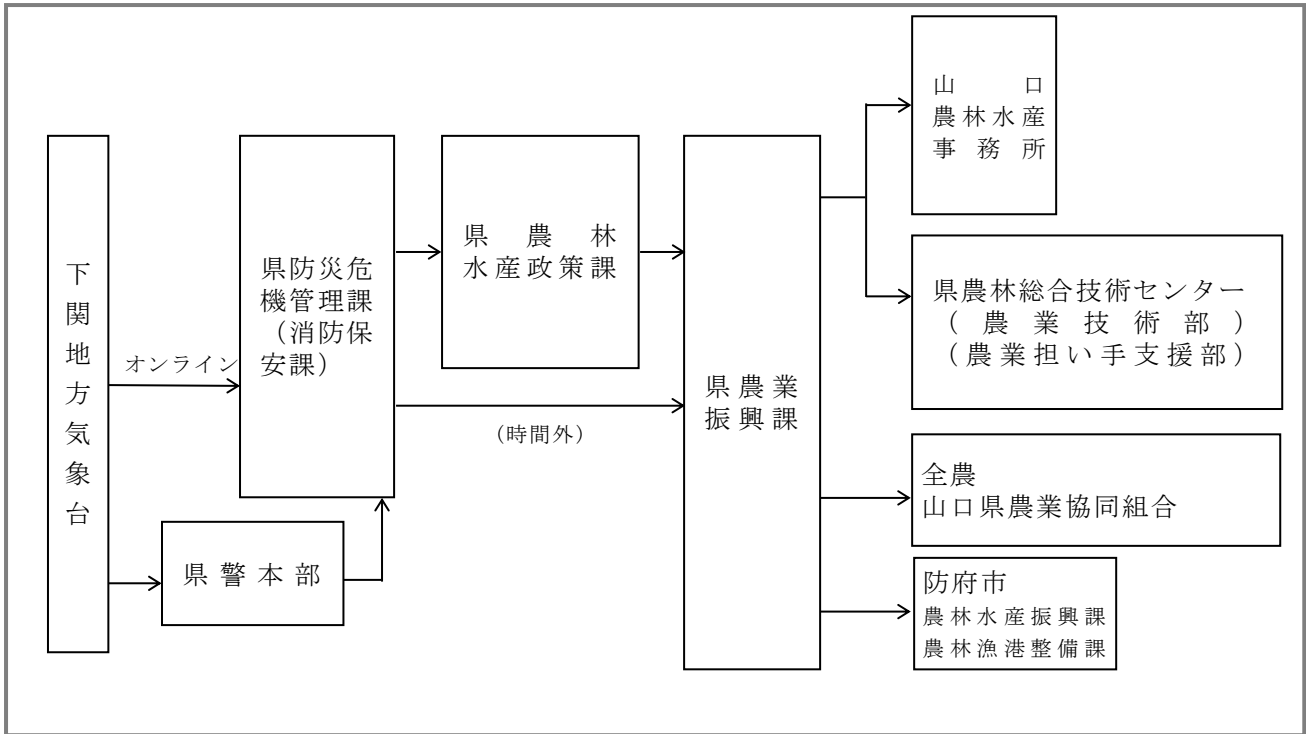 下関地方気象台
オンライン
県防災危
機管理課
（消防保
安課）
県警本部
県農林
水産政策課
（時間外）
県農業
振興課
山口
農林水産
事務所
県農林総合技術センター
（農業技術部）
（農業担い手支援部）
全農
山口県農業協同組合
防府市
農林水産振興課
農林漁港整備課